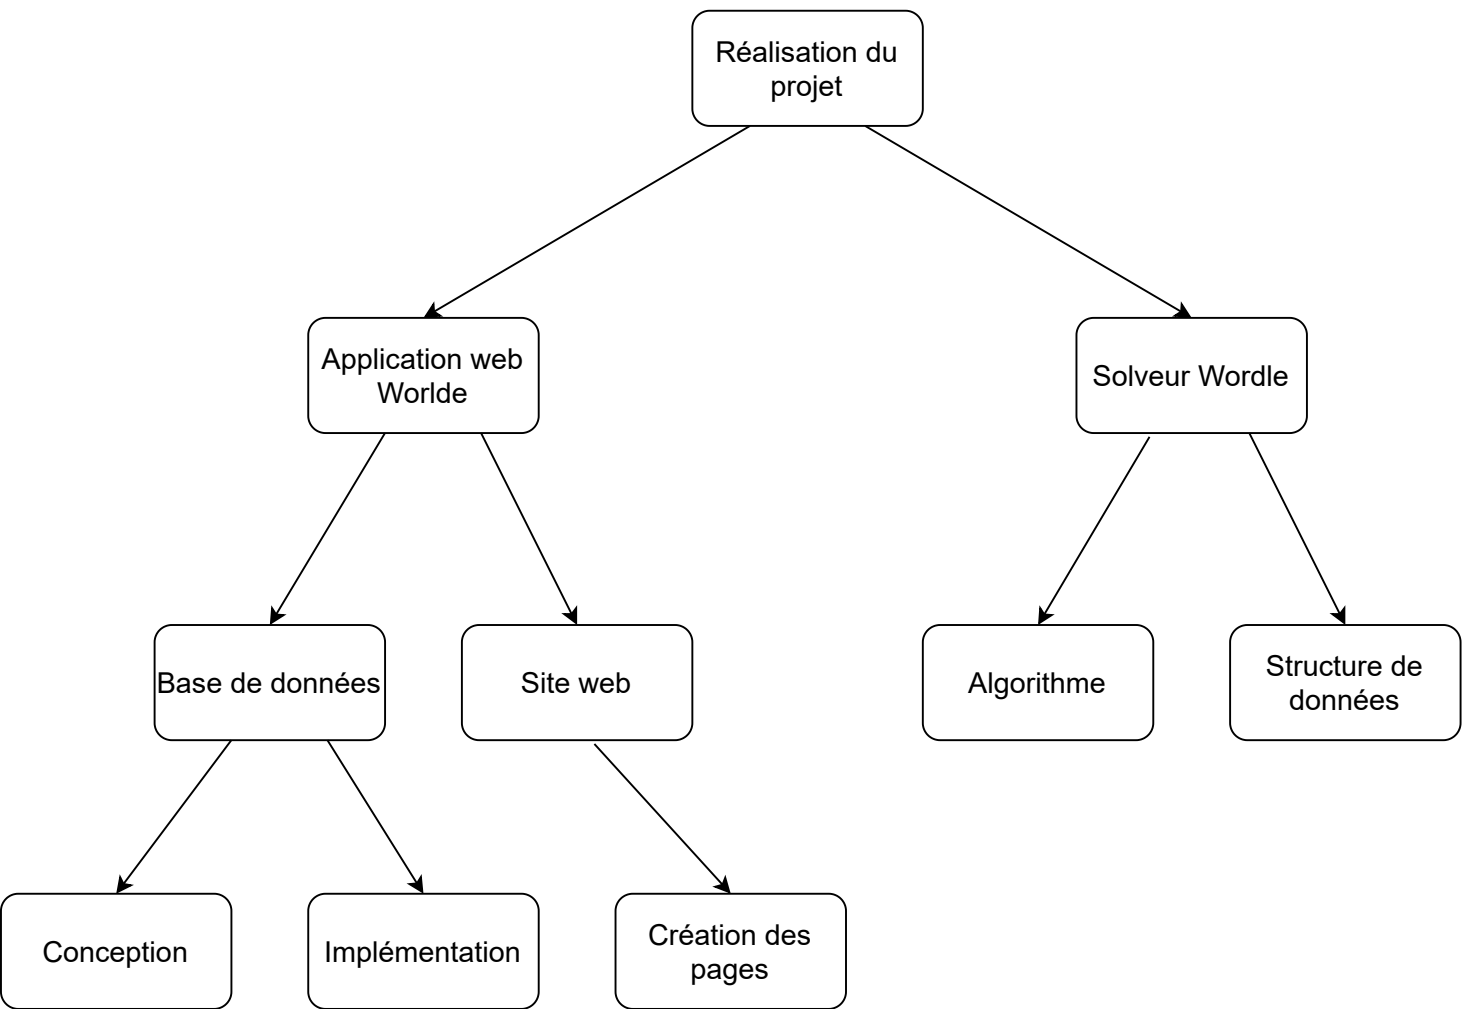 Réalisation du
projet
Application web
Worlde
Solveur Wordle
Base de données
Site web
Algorithme
Structure de
données
Conception
Implémentation
Création des
pages